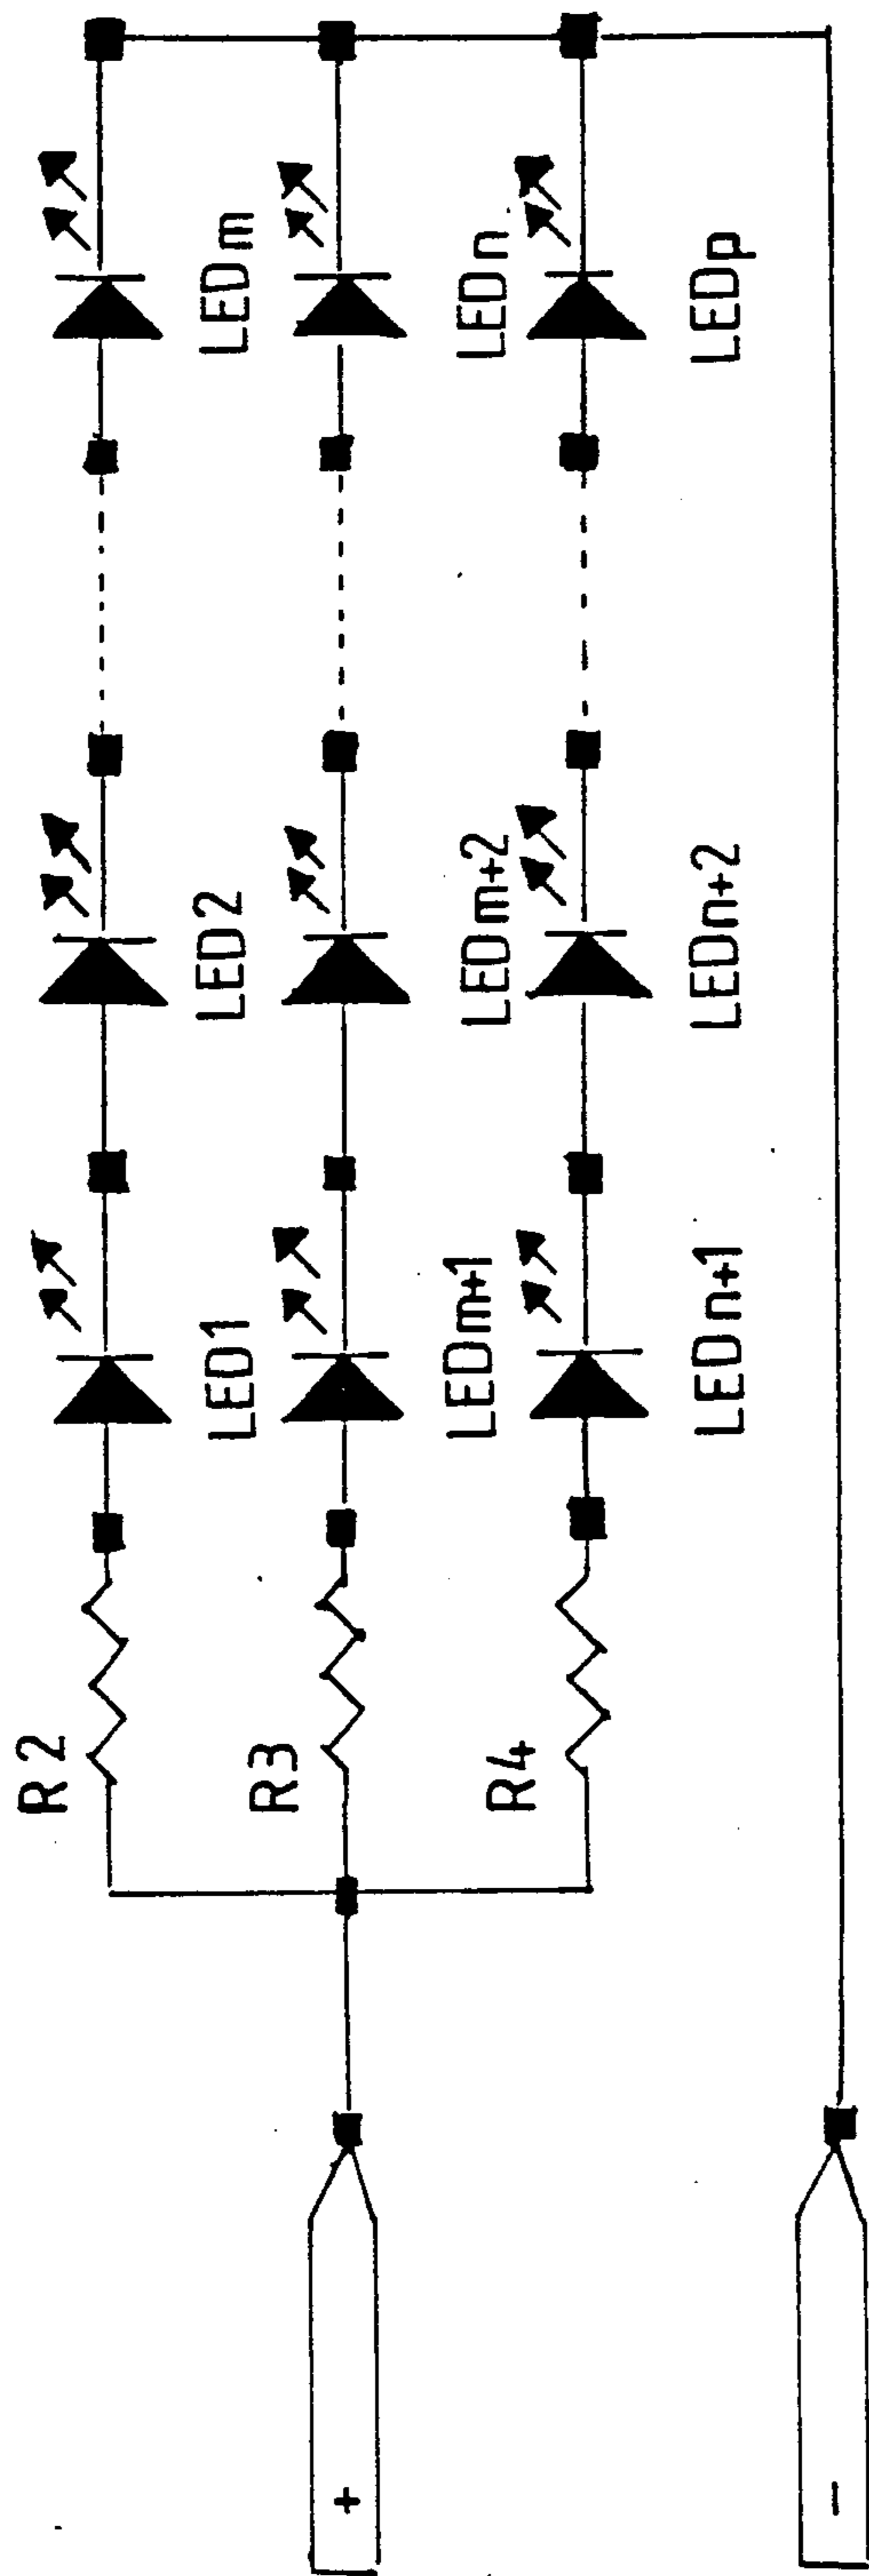 R2
LED1
LED2
LEDm
R3
LEDm+1
LEDm+2
LEDn
R4
LEDn+1
LEDn+2
LEDp
+
−